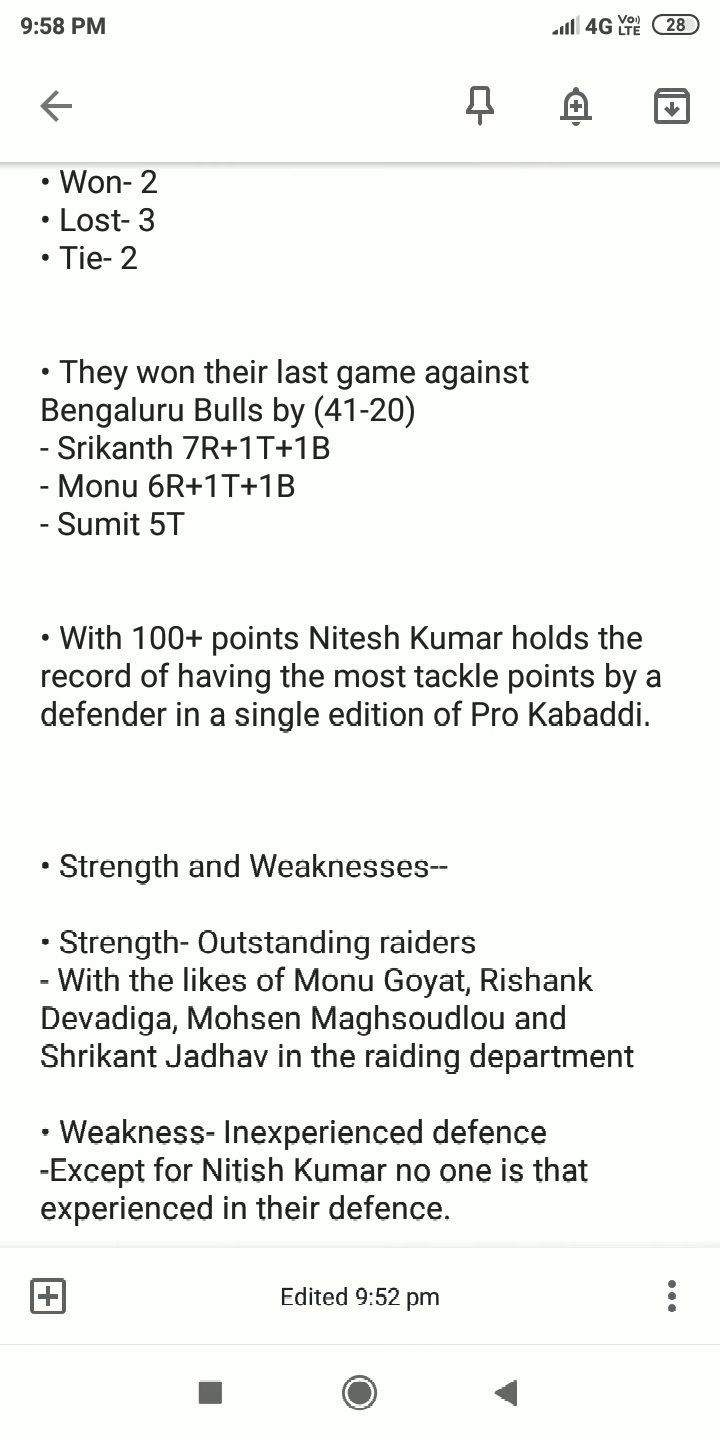 9:58 PM
4G Vo)) LTE 28
• Won- 2
• Lost- 3
• Tie- 2
• They won their last game against
Bengaluru Bulls by (41-20)
- Srikanth 7R+1T+1B
- Monu 6R+1T+1B
- Sumit 5T
• With 100+ points Nitesh Kumar holds the
record of having the most tackle points by a
defender in a single edition of Pro Kabaddi.
• Strength and Weaknesses--
• Strength- Outstanding raiders
- With the likes of Monu Goyat, Rishank
Devadiga, Mohsen Maghsoudlou and
Shrikant Jadhav in the raiding department
• Weakness- Inexperienced defence
-Except for Nitish Kumar no one is that
experienced in their defence.
Edited 9:52 pm